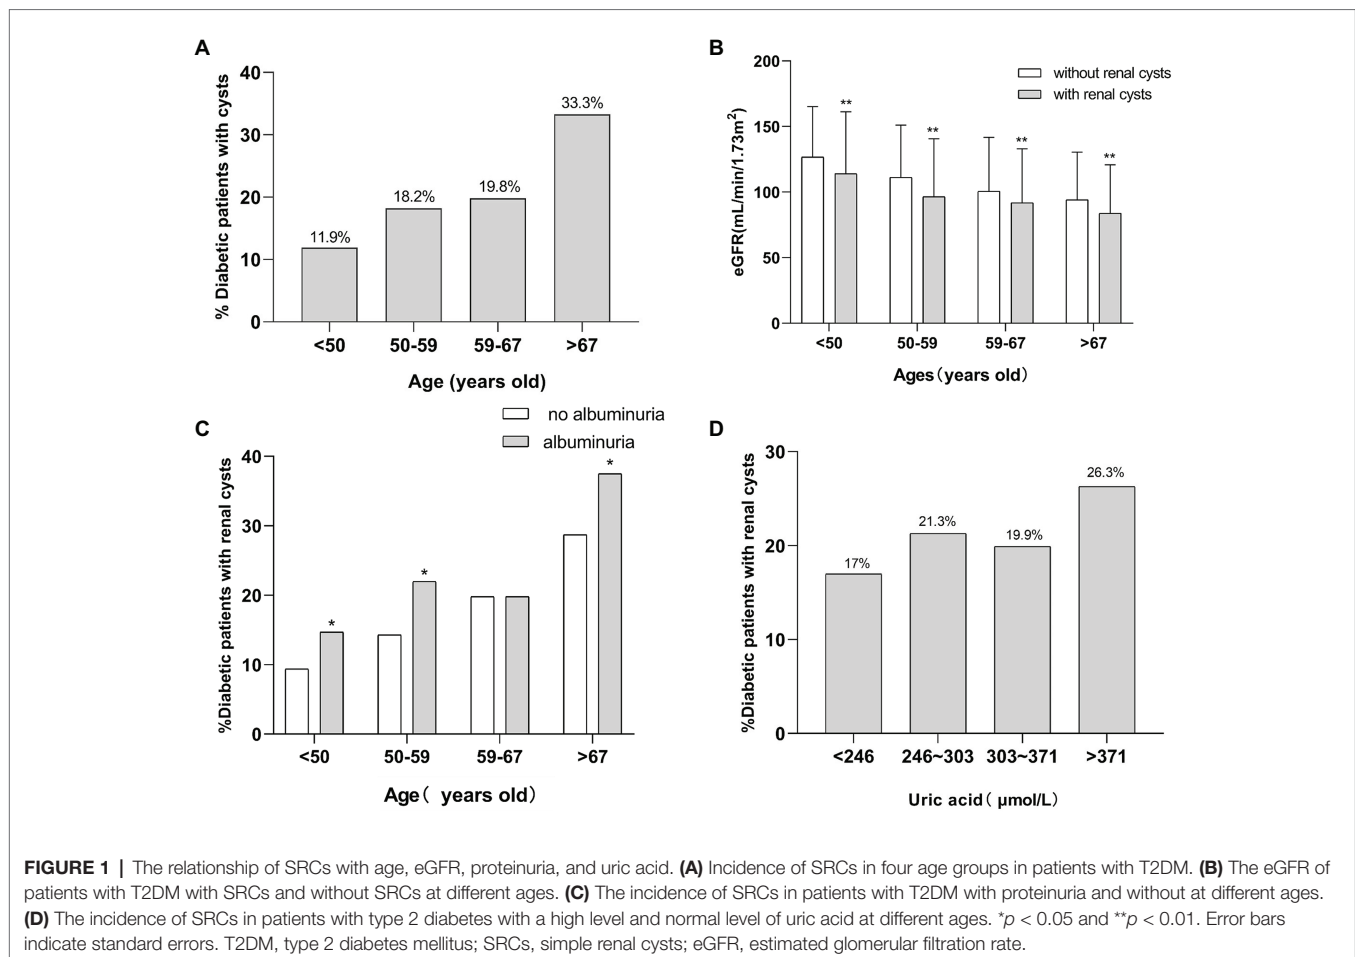 A
% Diabetic patients with cysts
40
30
20
10
0
11.9%
18.2%
19.8%
33.3%
<50
50-59
59-67
>67
Age (years old)
B
without renal cysts
with renal cysts
eGFR(mL/min/1.73m²)
200
150
100
50
0
**
**
**
**
<50
50-59
59-67
>67
Ages（years old）
C
no albuminuria
albuminuria
%Diabetic patients with renal cysts
40
30
20
10
0
*
*
*
<50
50-59
59-67
>67
Age（ years old）
D
%Diabetic patients with renal cysts
30
20
10
0
17%
21.3%
19.9%
26.3%
<246
246~303
303~371
>371
Uric acid（ μmol/L）
FIGURE 1 | The relationship of SRCs with age, eGFR, proteinuria, and uric acid. (A) Incidence of SRCs in four age groups in patients with T2DM. (B) The eGFR of
patients with T2DM with SRCs and without SRCs at different ages. (C) The incidence of SRCs in patients with T2DM with proteinuria and without at different ages.
(D) The incidence of SRCs in patients with type 2 diabetes with a high level and normal level of uric acid at different ages. *p < 0.05 and **p < 0.01. Error bars
indicate standard errors. T2DM, type 2 diabetes mellitus; SRCs, simple renal cysts; eGFR, estimated glomerular filtration rate.